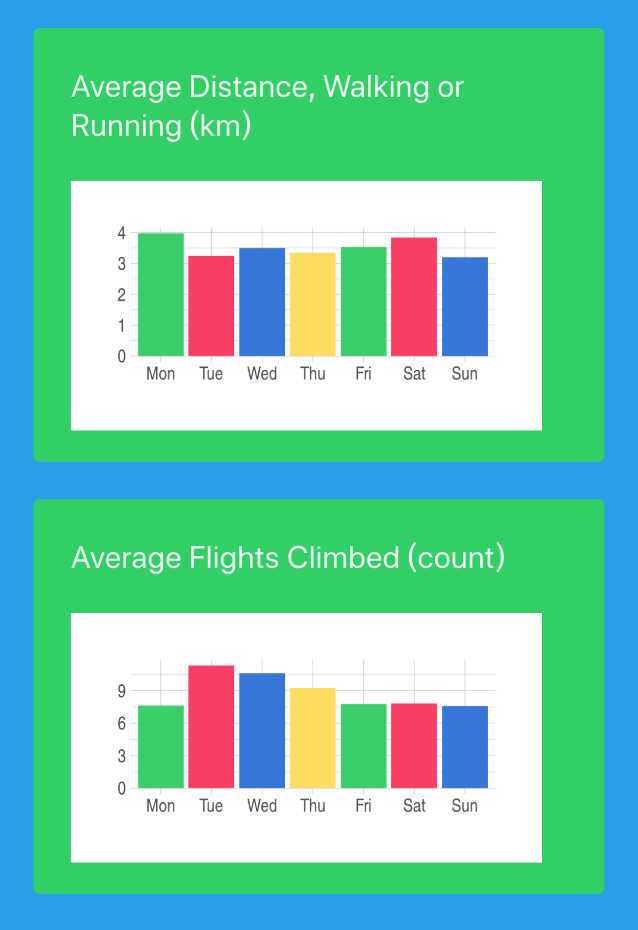 Average Distance, Walking or
Running (km)
4
3
2
1
0
Mon Tue Wed Thu Fri Sat Sun
Average Flights Climbed (count)
9
6
3
0
Mon Tue Wed Thu Fri Sat Sun